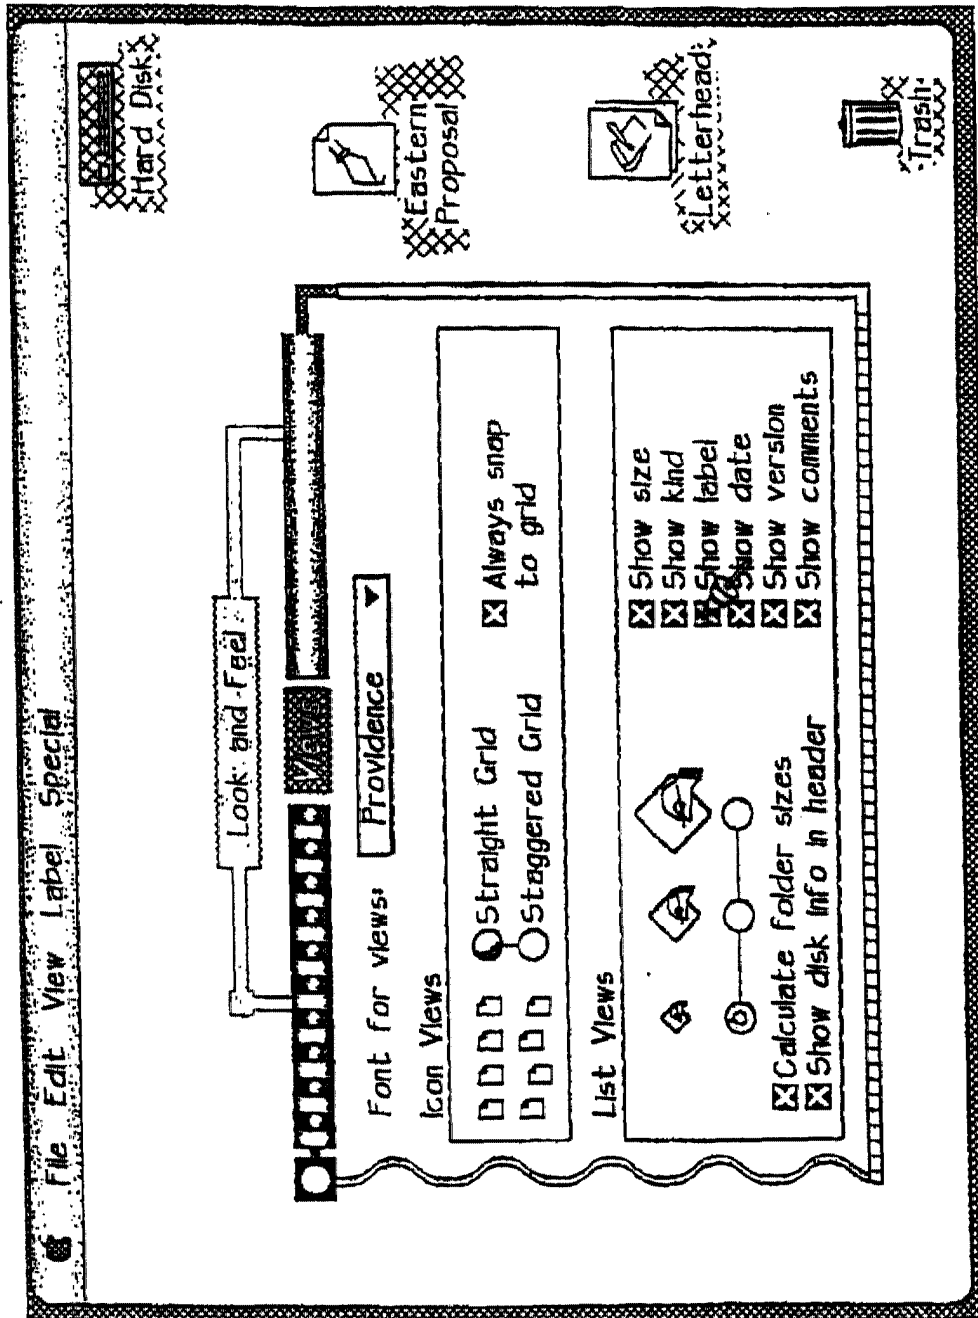 File Edit View Label Special
Hard Disk
Look and Feel
Views
Font for views:
Providence
Eastern
Proposal
Icon Views
Straight Grid
Staggered Grid
Always snap
to grid
List Views
Show size
Show kind
Show label
Show date
Show version
Show comments
Calculate folder sizes
Show disk info in header
Letterhead
Trash